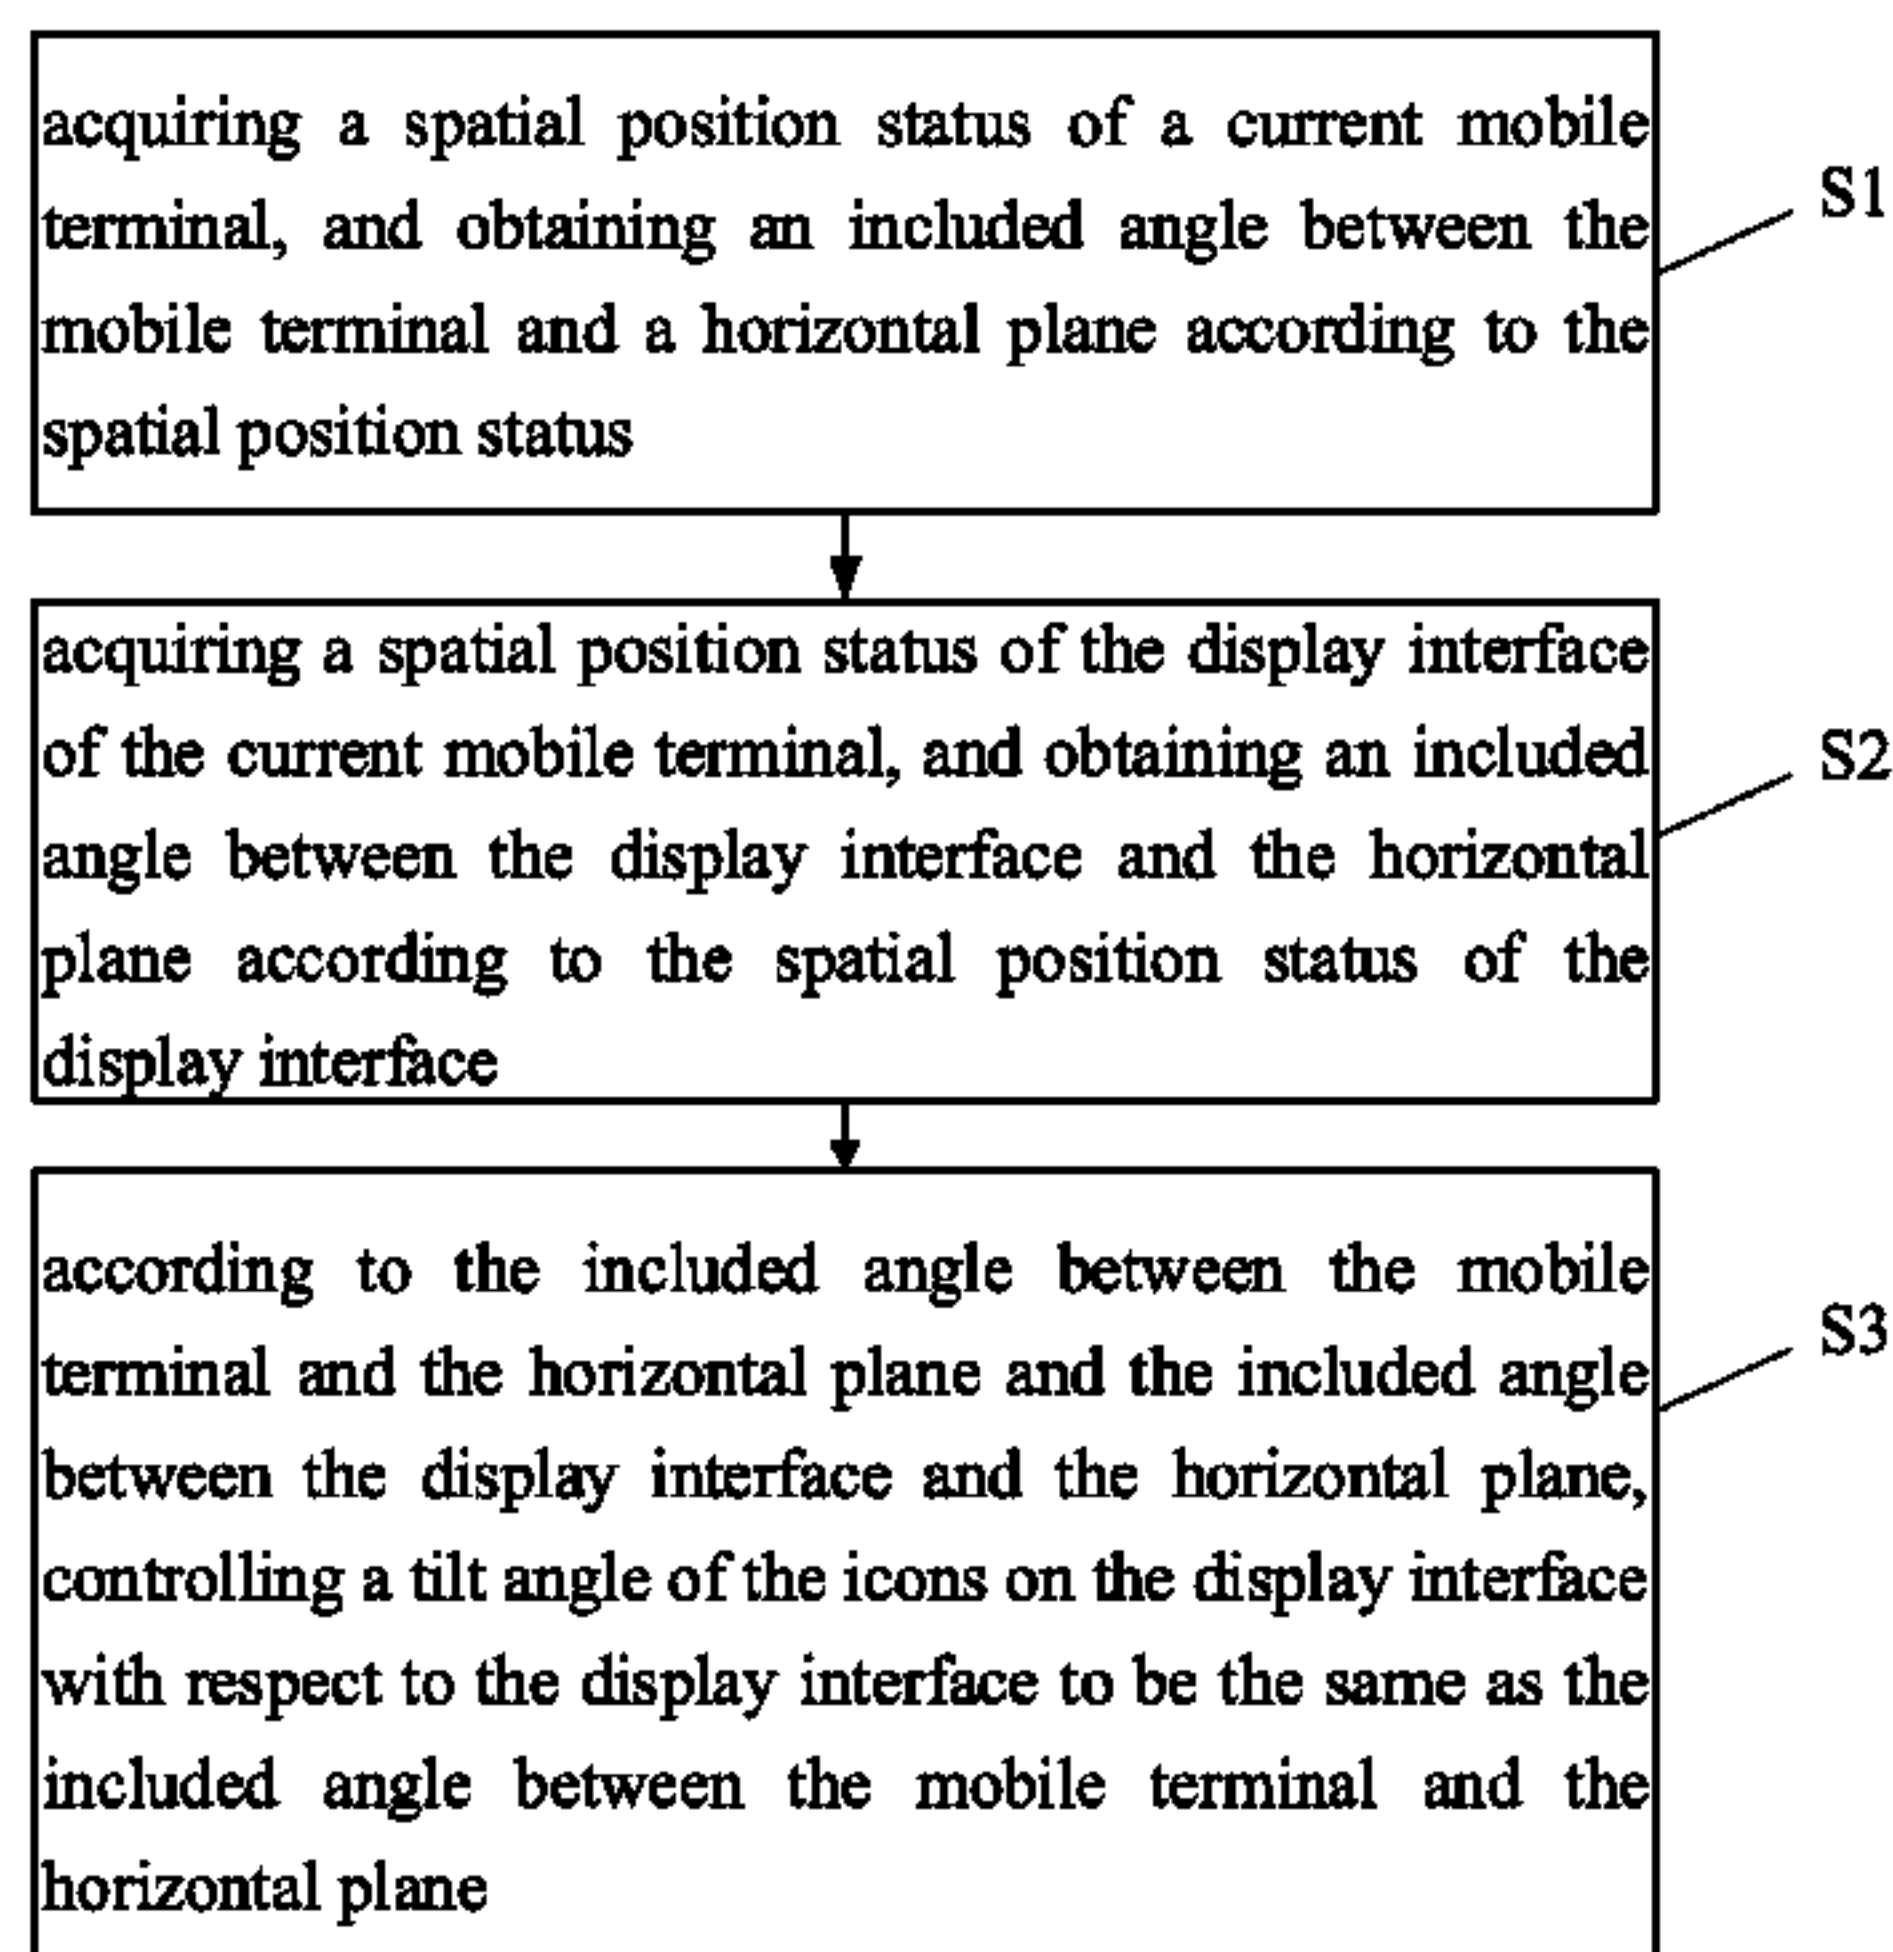 acquiring a spatial position status of a current mobile
terminal, and obtaining an included angle between the
mobile terminal and a horizontal plane according to the
spatial position status
S1
acquiring a spatial position status of the display interface
of the current mobile terminal, and obtaining an included
angle between the display interface and the horizontal
plane according to the spatial position status of the
display interface
S2
according to the included angle between the mobile
terminal and the horizontal plane and the included angle
between the display interface and the horizontal plane,
controlling a tilt angle of the icons on the display interface
with respect to the display interface to be the same as the
included angle between the mobile terminal and the
horizontal plane
S3